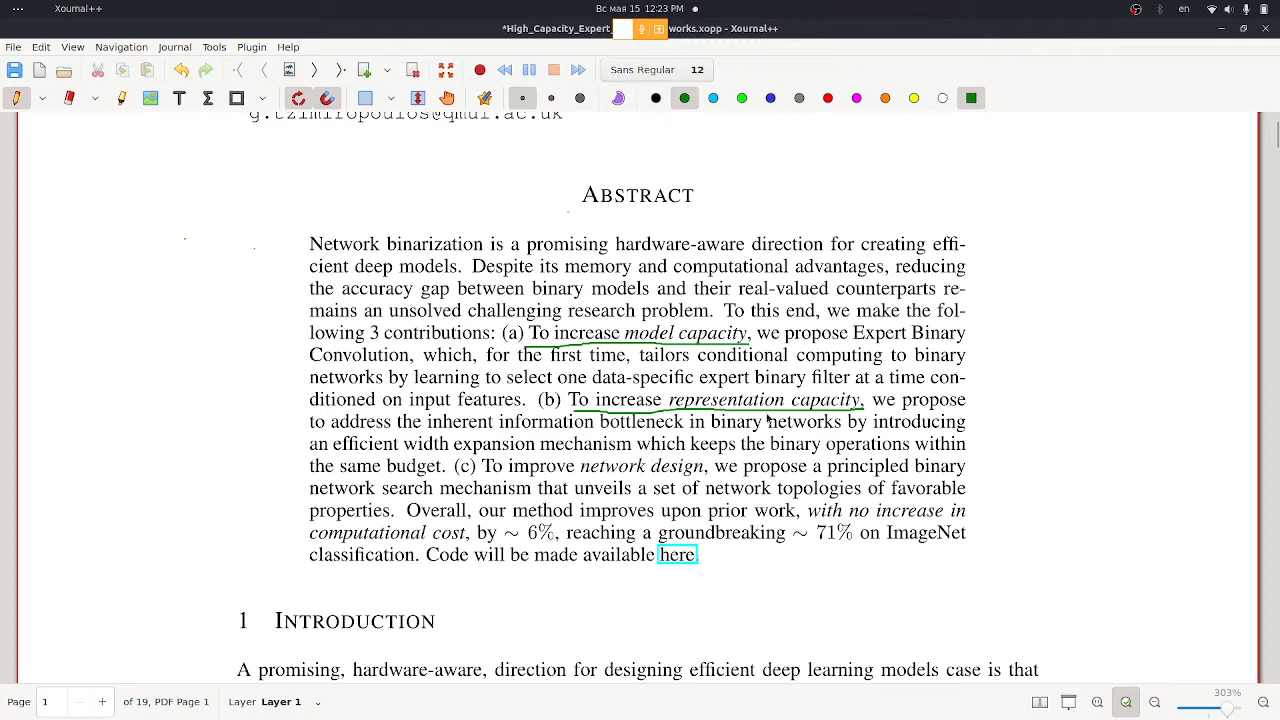 Xournal++
Вс мая 15 12:23 PM
en
*High_Capacity_Expert_ works.xopp - Xournal++
File Edit View Navigation Journal Tools Plugin Help
Sans Regular 12
g.tzimiropoulos@qmul.ac.uk
ABSTRACT
Network binarization is a promising hardware-aware direction for creating effi-
cient deep models. Despite its memory and computational advantages, reducing
the accuracy gap between binary models and their real-valued counterparts re-
mains an unsolved challenging research problem. To this end, we make the fol-
lowing 3 contributions: (a) To increase model capacity, we propose Expert Binary
Convolution, which, for the first time, tailors conditional computing to binary
networks by learning to select one data-specific expert binary filter at a time con-
ditioned on input features. (b) To increase representation capacity, we propose
to address the inherent information bottleneck in binary networks by introducing
an efficient width expansion mechanism which keeps the binary operations within
the same budget. (c) To improve network design, we propose a principled binary
network search mechanism that unveils a set of network topologies of favorable
properties. Overall, our method improves upon prior work, with no increase in
computational cost, by ∼ 6%, reaching a groundbreaking ∼ 71% on ImageNet
classification. Code will be made available here.
1 INTRODUCTION
A promising, hardware-aware, direction for designing efficient deep learning models case is that
Page 1 of 19, PDF Page 1 Layer Layer 1 303%